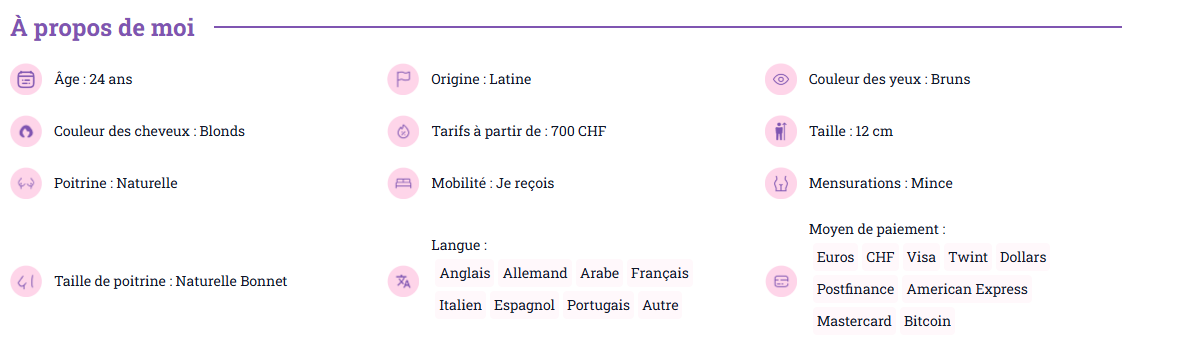 À propos de moi
Âge : 24 ans
Origine : Latine
Couleur des yeux : Bruns
Couleur des cheveux : Blonds
Tarifs à partir de : 700 CHF
Taille : 12 cm
Poitrine : Naturelle
Mobilité : Je reçois
Mensurations : Mince
Taille de poitrine : Naturelle Bonnet
Langue :
Anglais Allemand Arabe Français
Italien Espagnol Portugais Autre
Moyen de paiement :
Euros CHF Visa Twint Dollars
Postfinance American Express
Mastercard Bitcoin